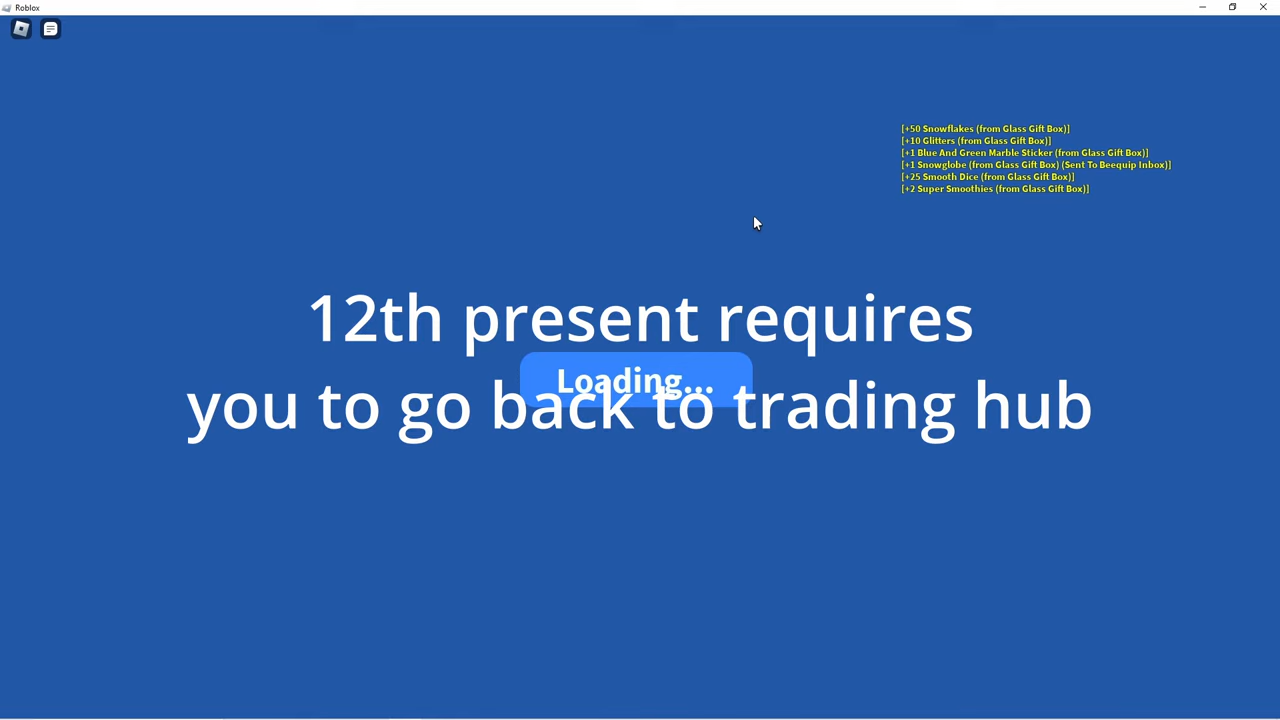 Roblox
[+50 Snowflakes (from Glass Gift Box)]
[+10 Glitters (from Glass Gift Box)]
[+1 Blue And Green Marble Sticker (from Glass Gift Box)]
[+1 Snowglobe (from Glass Gift Box) (Sent To Beequip Inbox)]
[+25 Smooth Dice (from Glass Gift Box)]
[+2 Super Smoothies (from Glass Gift Box)]
12th present requires
Loading...
you to go back to trading hub